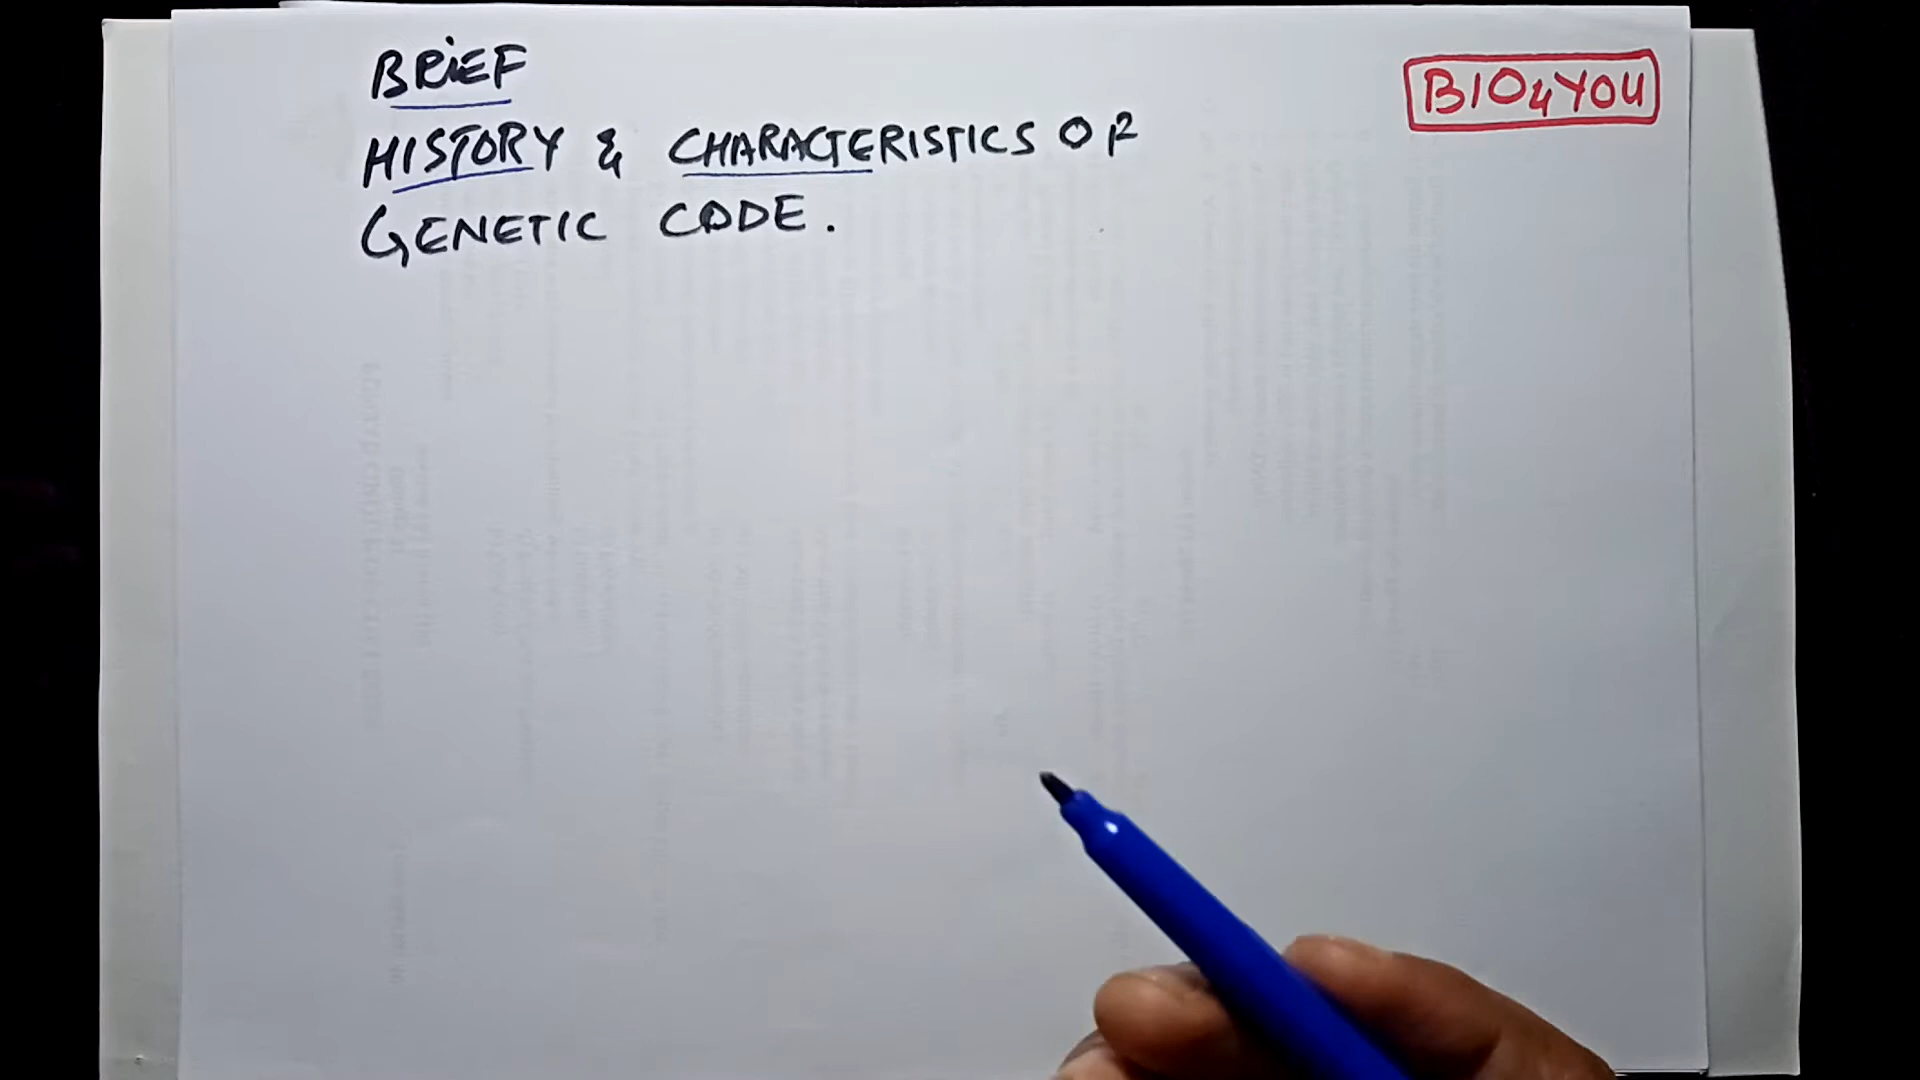 BRIEF
HISTORY & CHARACTERISTICS OF
GENETIC CODE.
BIO4YOU